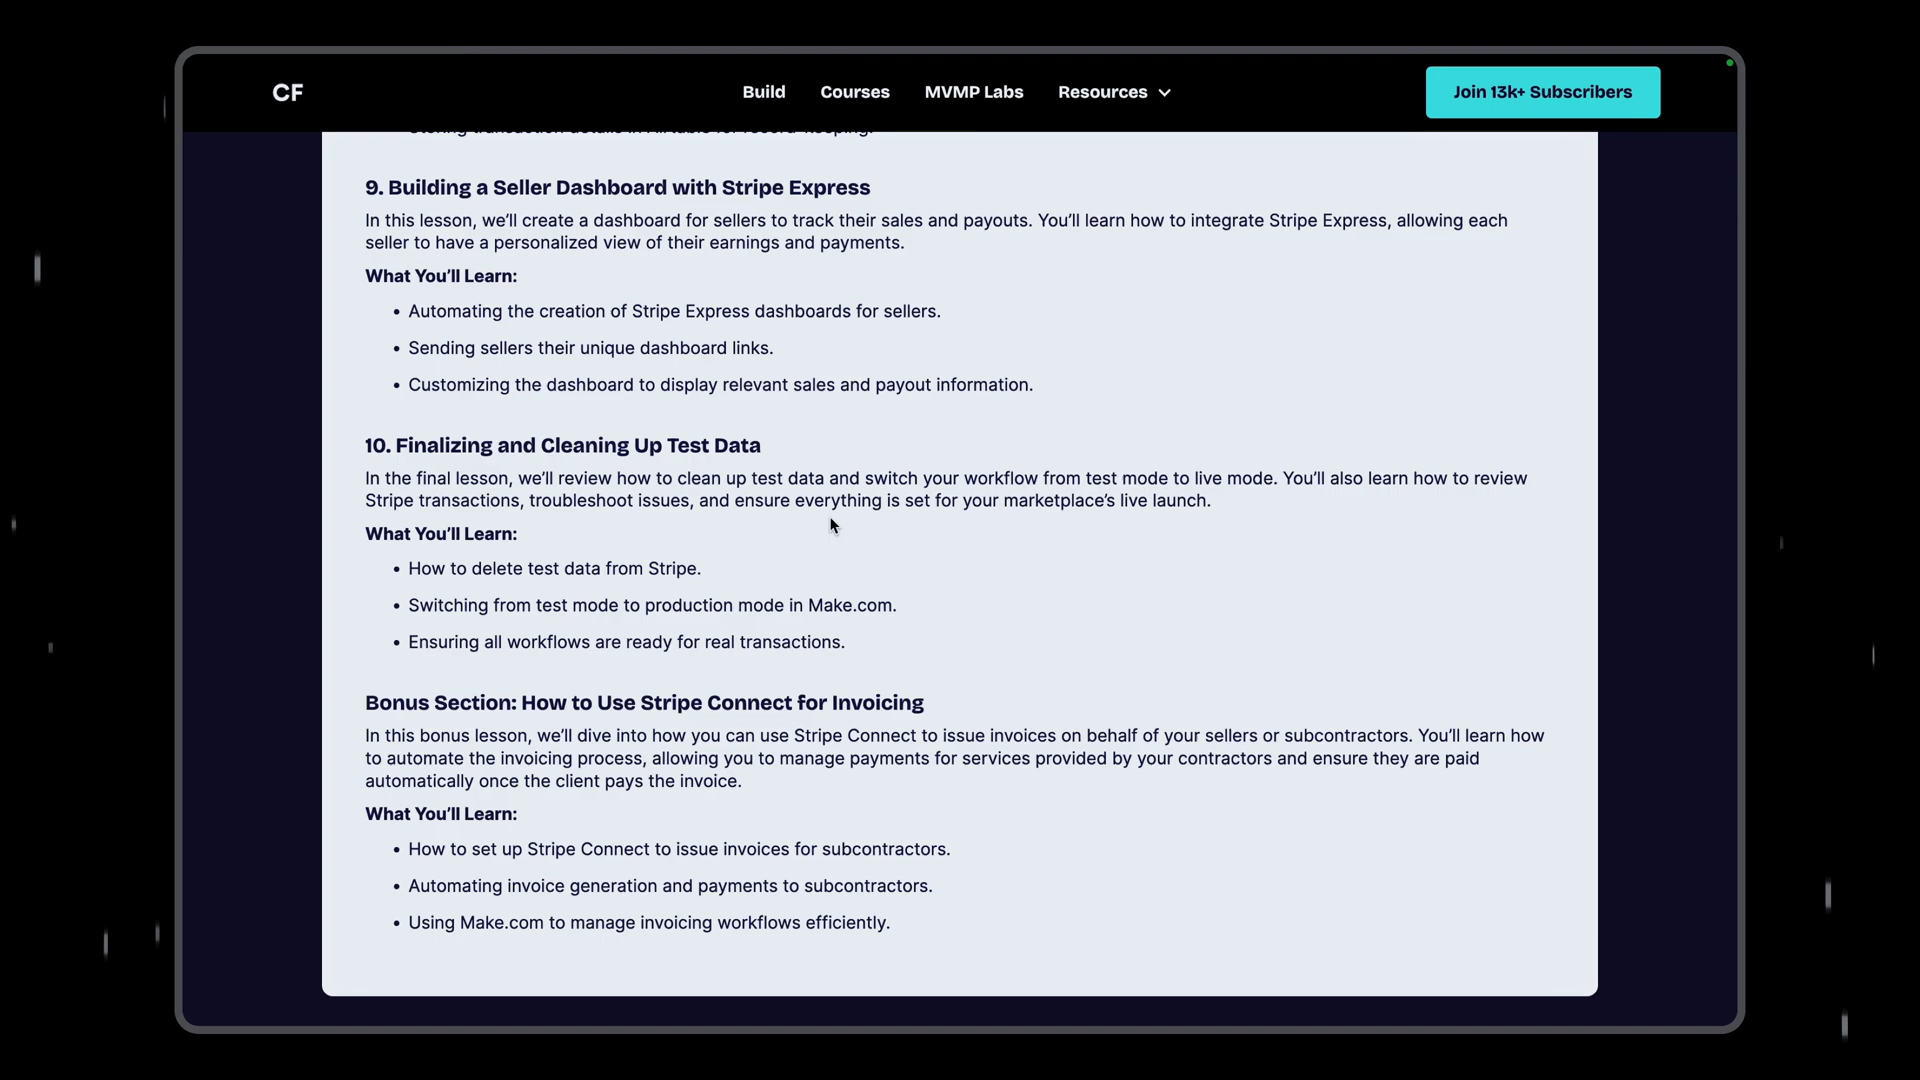 CF
Build
Courses
MVMP Labs
Resources
Join 13k+ Subscribers
Storing transaction details in Airtable for record-keeping.
9. Building a Seller Dashboard with Stripe Express
In this lesson, we’ll create a dashboard for sellers to track their sales and payouts. You’ll learn how to integrate Stripe Express, allowing each
seller to have a personalized view of their earnings and payments.
What You’ll Learn:
• Automating the creation of Stripe Express dashboards for sellers.
• Sending sellers their unique dashboard links.
• Customizing the dashboard to display relevant sales and payout information.
10. Finalizing and Cleaning Up Test Data
In the final lesson, we’ll review how to clean up test data and switch your workflow from test mode to live mode. You’ll also learn how to review
Stripe transactions, troubleshoot issues, and ensure everything is set for your marketplace’s live launch.
What You’ll Learn:
• How to delete test data from Stripe.
• Switching from test mode to production mode in Make.com.
• Ensuring all workflows are ready for real transactions.
Bonus Section: How to Use Stripe Connect for Invoicing
In this bonus lesson, we’ll dive into how you can use Stripe Connect to issue invoices on behalf of your sellers or subcontractors. You’ll learn how
to automate the invoicing process, allowing you to manage payments for services provided by your contractors and ensure they are paid
automatically once the client pays the invoice.
What You’ll Learn:
• How to set up Stripe Connect to issue invoices for subcontractors.
• Automating invoice generation and payments to subcontractors.
• Using Make.com to manage invoicing workflows efficiently.